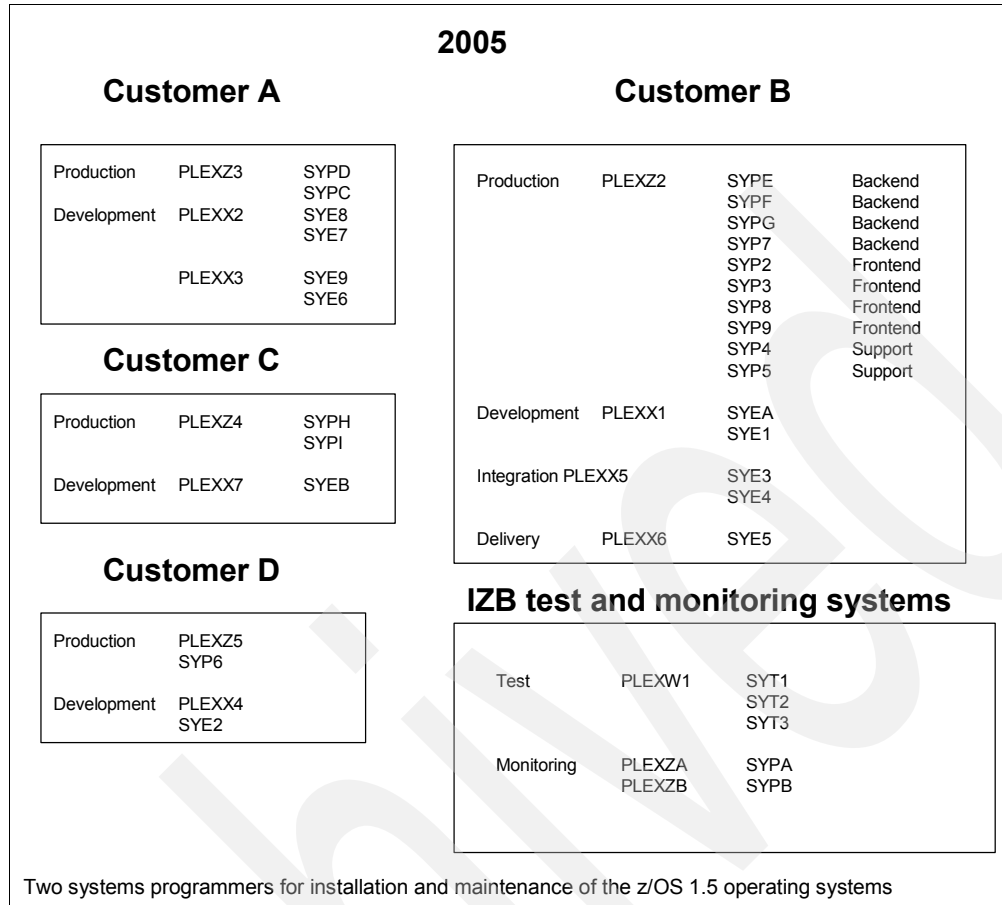 2005
Customer A
Production PLEXZ3 SYPD
SYPC
Development PLEXX2 SYE8
SYE7
PLEXX3 SYE9
SYE6
Customer C
Production PLEXZ4 SYPH
SYPI
Development PLEXX7 SYEB
Customer D
Production PLEXZ5
SYP6
Development PLEXX4
SYE2
Customer B
Production PLEXZ2 SYPE Backend
SYPF Backend
SYPG Backend
SYP7 Backend
SYP2 Frontend
SYP3 Frontend
SYP8 Frontend
SYP9 Frontend
SYP4 Support
SYP5 Support
Development PLEXX1 SYEA
SYE1
Integration PLEXX5 SYE3
SYE4
Delivery PLEXX6 SYE5
IZB test and monitoring systems
Test PLEXW1 SYT1
SYT2
SYT3
Monitoring PLEXZA SYPA
PLEXZB SYPB
Two systems programmers for installation and maintenance of the z/OS 1.5 operating systems